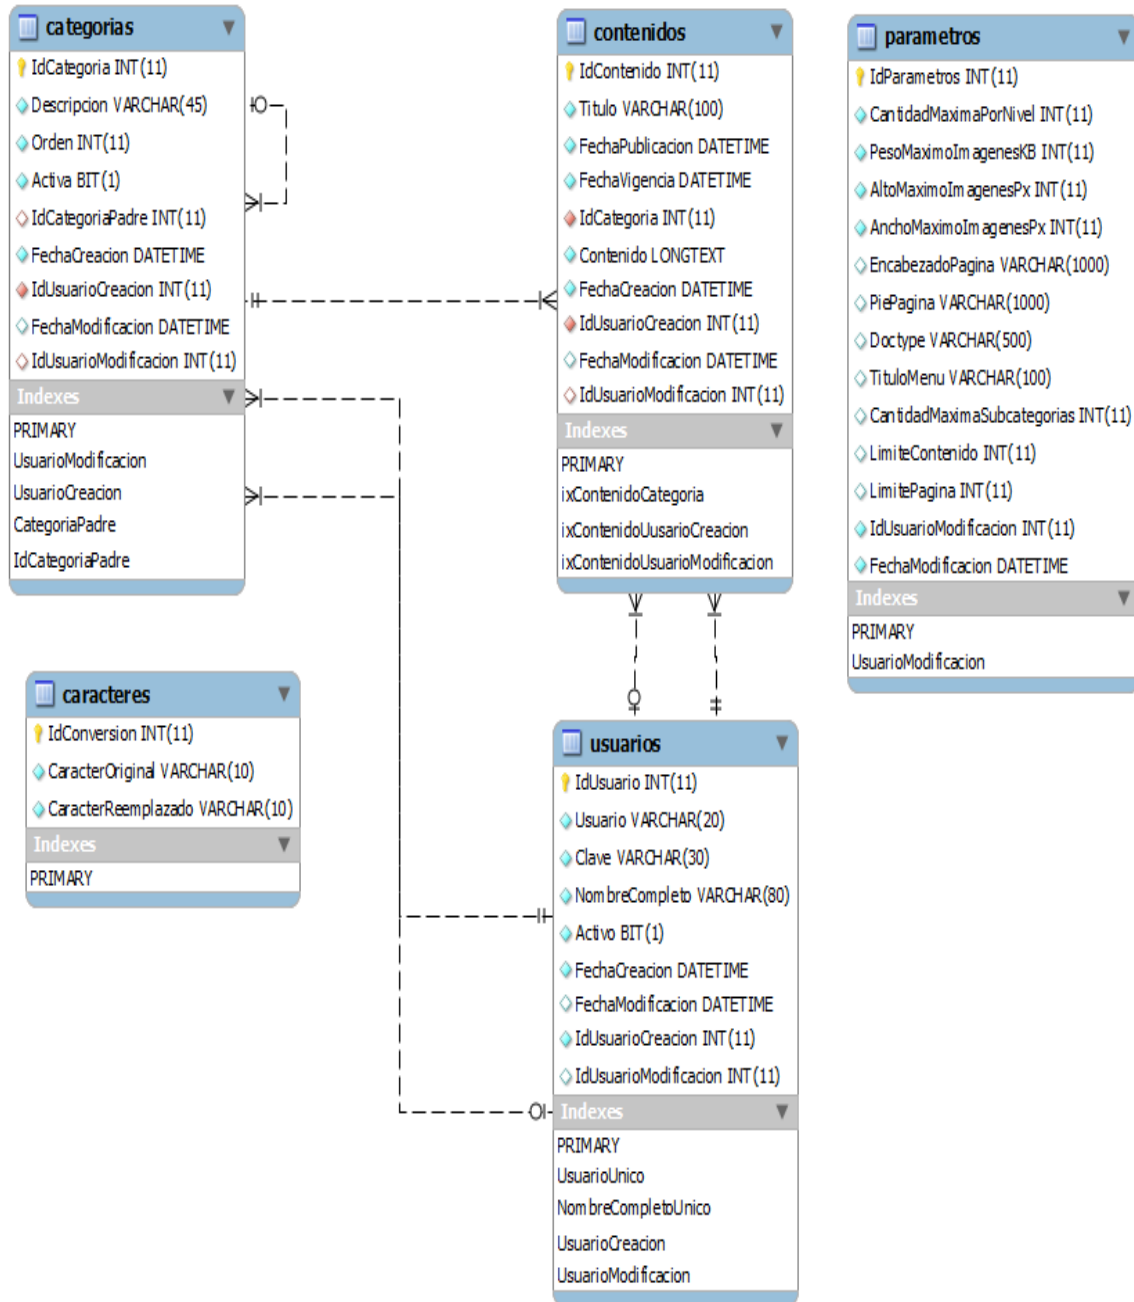 categorias
IdCategoria INT(11)
Descripcion VARCHAR(45)
Orden INT(11)
Activa BIT(1)
IdCategoriaPadre INT(11)
FechaCreacion DATETIME
IdUsuarioCreacion INT(11)
FechaModificacion DATETIME
IdUsuarioModificacion INT(11)
Indexes
PRIMARY
UsuarioModificacion
UsuarioCreacion
CategoriaPadre
IdCategoriaPadre
contenidos
IdContenido INT(11)
Titulo VARCHAR(100)
FechaPublicacion DATETIME
FechaVigencia DATETIME
IdCategoria INT(11)
Contenido LONGTEXT
FechaCreacion DATETIME
IdUsuarioCreacion INT(11)
FechaModificacion DATETIME
IdUsuarioModificacion INT(11)
Indexes
PRIMARY
ixContenidoCategoria
ixContenidoUusarioCreacion
ixContenidoUsuarioModificacion
parametros
IdParametros INT(11)
CantidadMaximaPorNivel INT(11)
PesoMaximoImagenesKB INT(11)
AltoMaximoImagenesPx INT(11)
AnchoMaximoImagenesPx INT(11)
EncabezadoPagina VARCHAR(1000)
PiePagina VARCHAR(1000)
Doctype VARCHAR(500)
TituloMenu VARCHAR(100)
CantidadMaximaSubcategorias INT(11)
LimiteContenido INT(11)
LimitePagina INT(11)
IdUsuarioModificacion INT(11)
FechaModificacion DATETIME
Indexes
PRIMARY
UsuarioModificacion
caracteres
IdConversion INT(11)
CaracterOriginal VARCHAR(10)
CaracterReemplazado VARCHAR(10)
Indexes
PRIMARY
usuarios
IdUsuario INT(11)
Usuario VARCHAR(20)
Clave VARCHAR(30)
NombreCompleto VARCHAR(80)
Activo BIT(1)
FechaCreacion DATETIME
FechaModificacion DATETIME
IdUsuarioCreacion INT(11)
IdUsuarioModificacion INT(11)
Indexes
PRIMARY
UsuarioUnico
NombreCompletoUnico
UsuarioCreacion
UsuarioModificacion